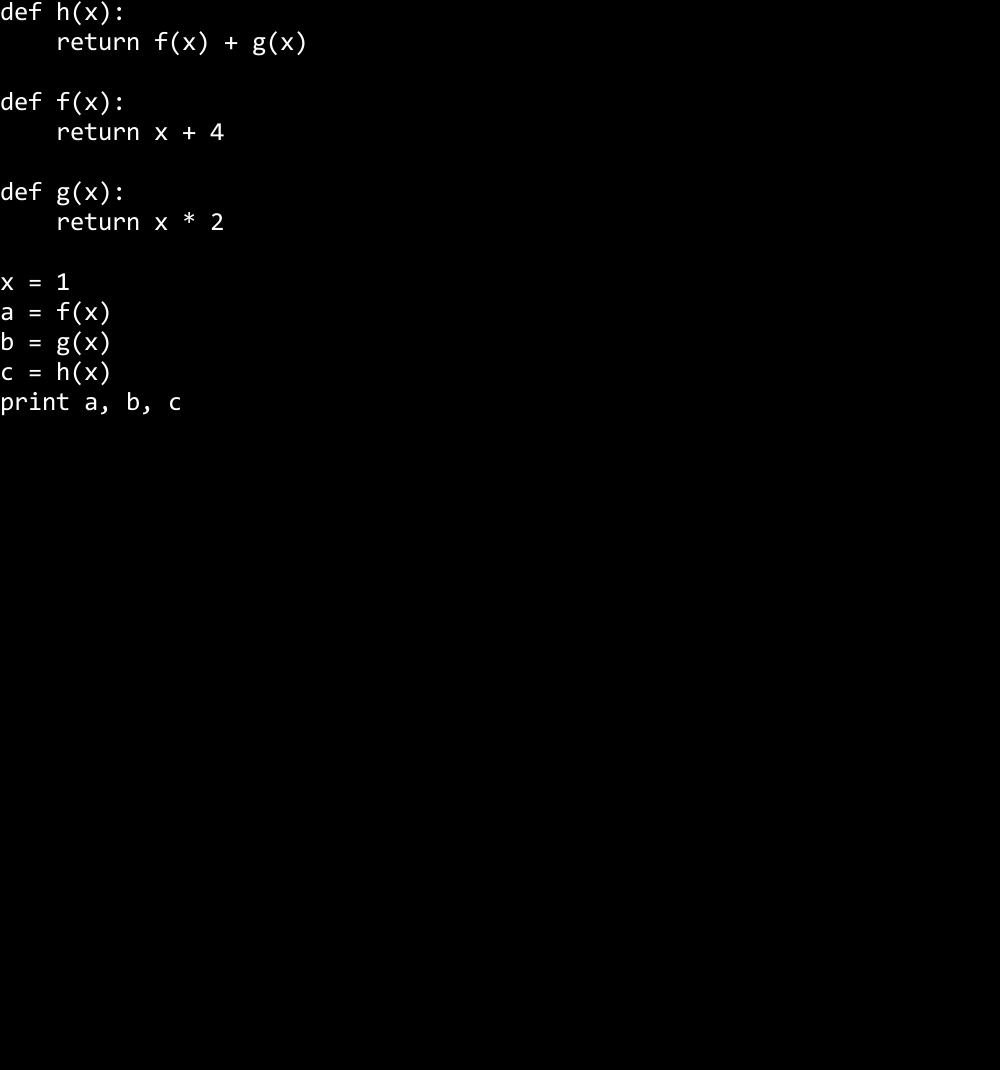 def h(x):
    return f(x) + g(x)

def f(x):
    return x + 4

def g(x):
    return x * 2

x = 1
a = f(x)
b = g(x)
c = h(x)
print a, b, c